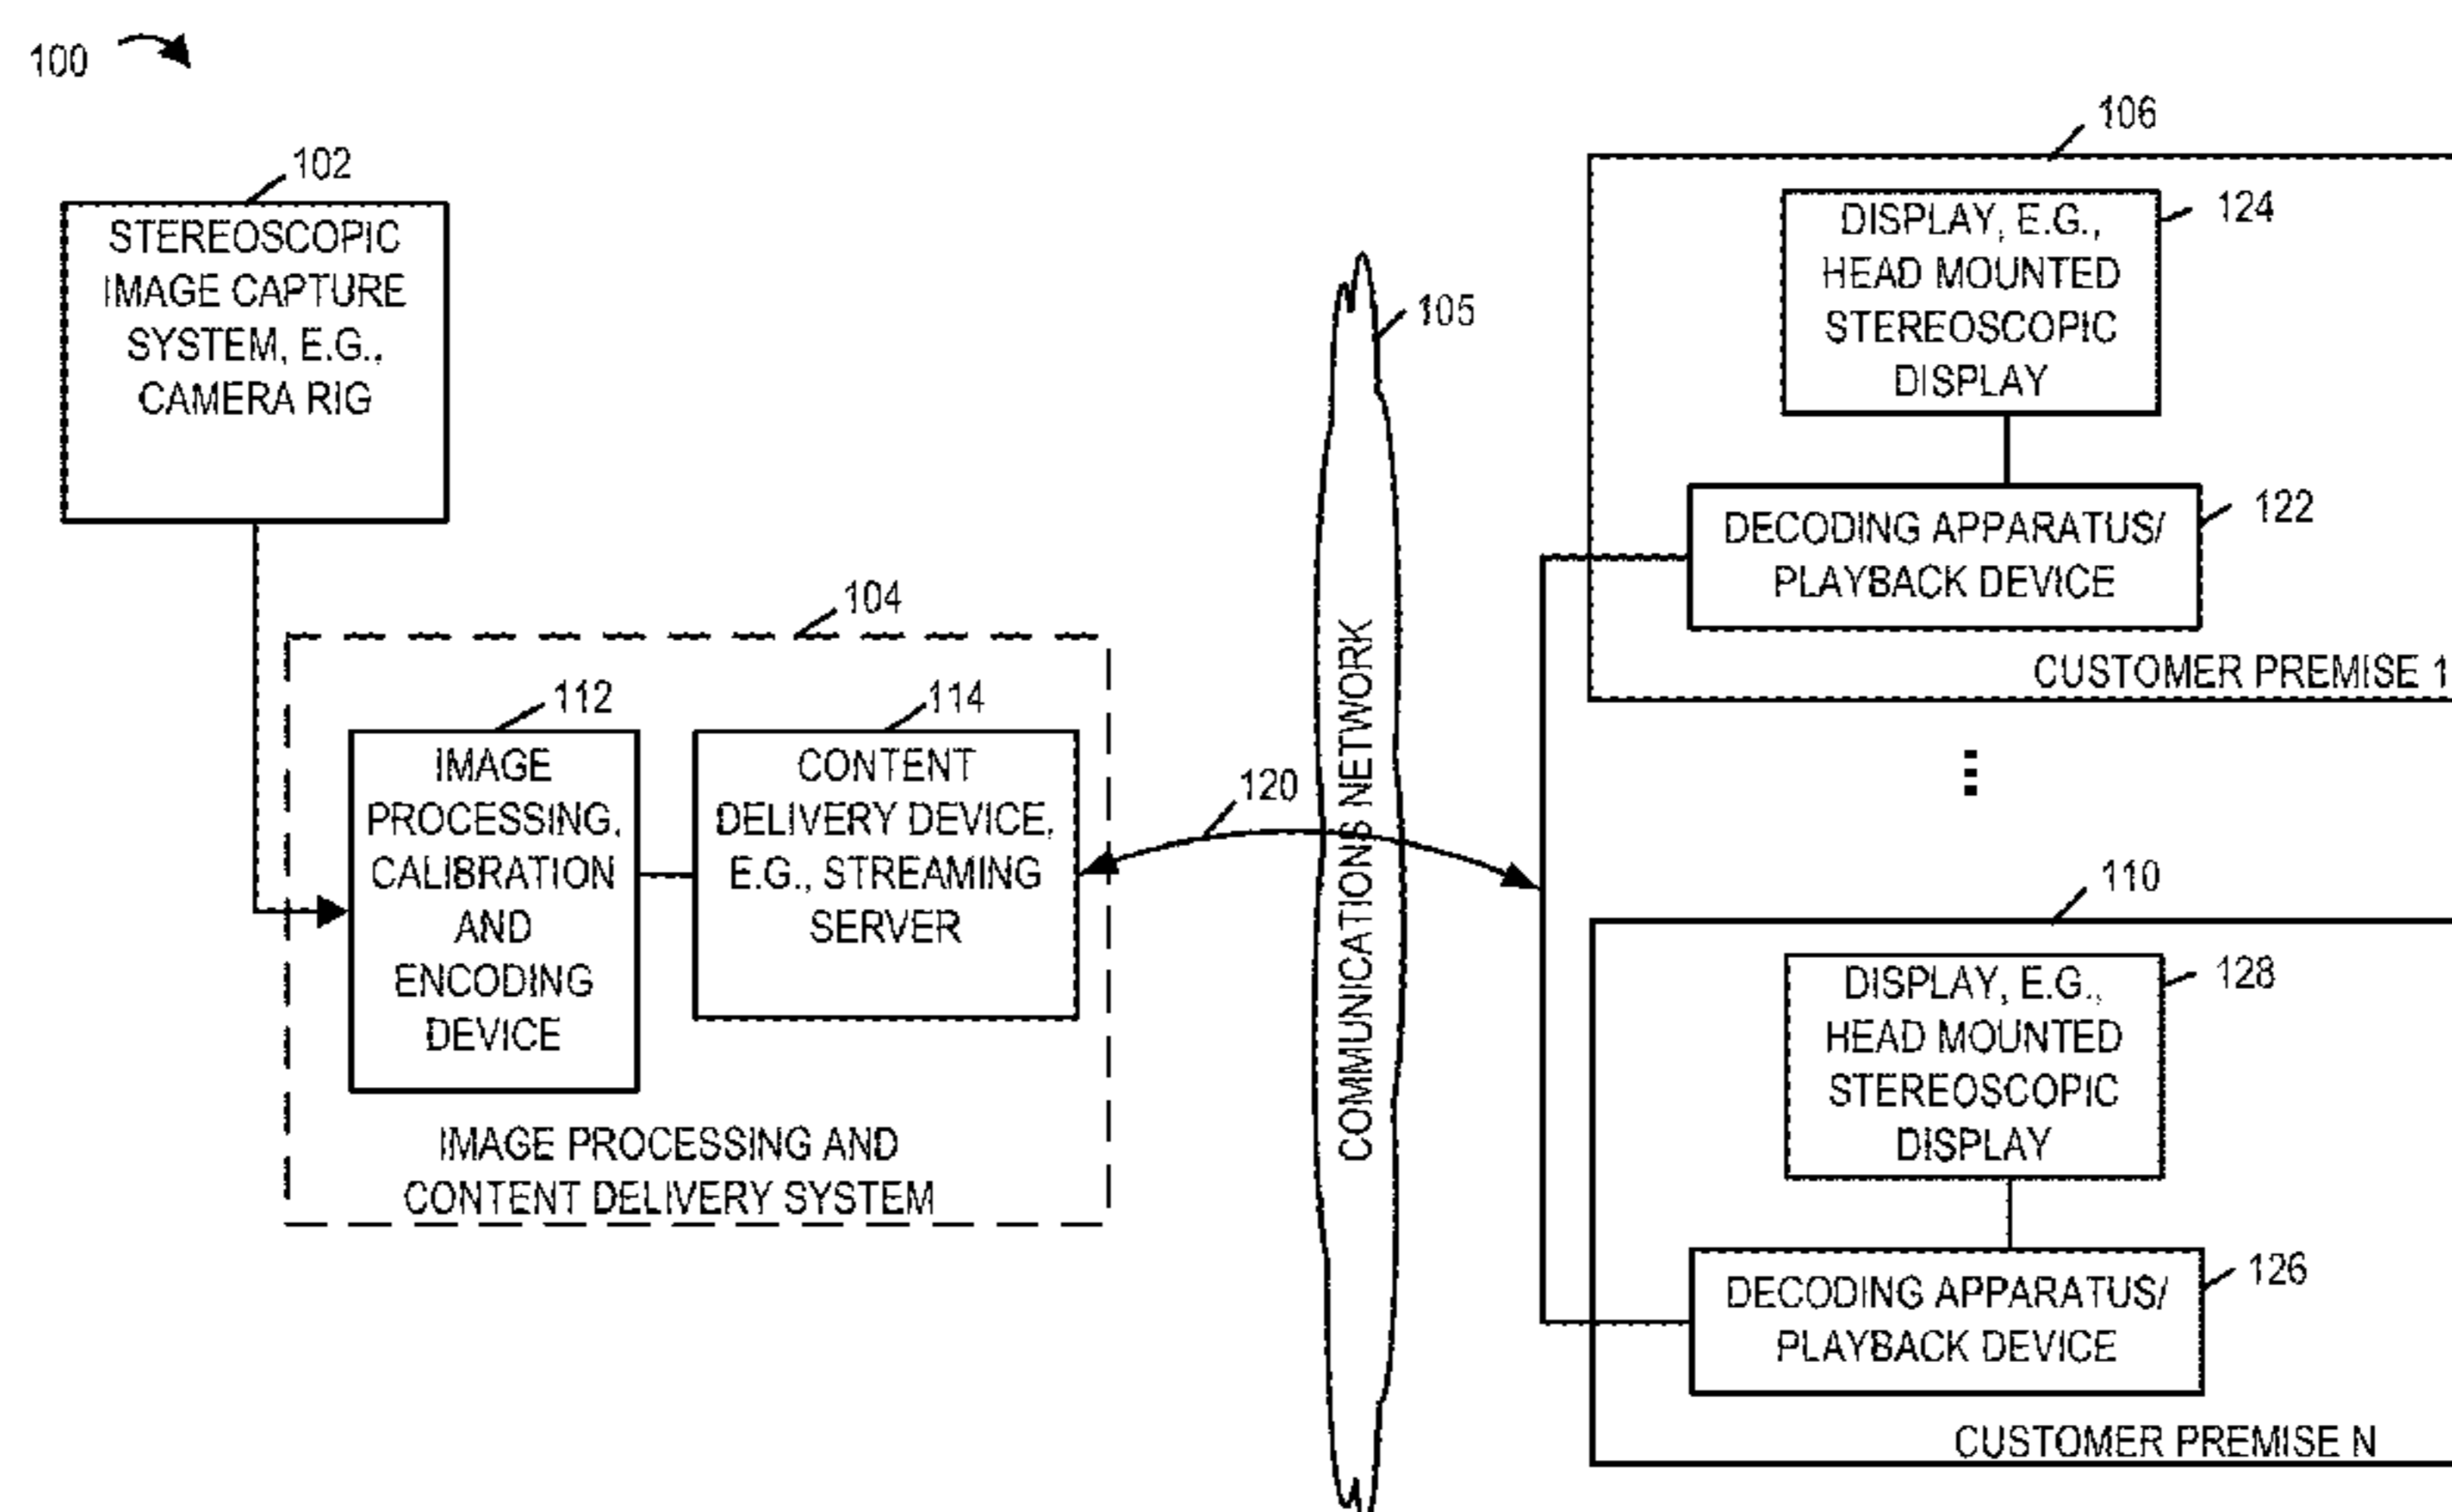 100
102
STEREOSCOPIC
IMAGE CAPTURE
SYSTEM, E.G.,
CAMERA RIG
104
112
IMAGE
PROCESSING,
CALIBRATION
AND
ENCODING
DEVICE
114
CONTENT
DELIVERY DEVICE,
E.G., STREAMING
SERVER
IMAGE PROCESSING AND
CONTENT DELIVERY SYSTEM
120
105
COMMUNICATIONS NETWORK
106
DISPLAY, E.G.,
HEAD MOUNTED
STEREOSCOPIC
DISPLAY
124
DECODING APPARATUS/
PLAYBACK DEVICE
122
CUSTOMER PREMISE 1
110
DISPLAY, E.G.,
HEAD MOUNTED
STEREOSCOPIC
DISPLAY
128
DECODING APPARATUS/
PLAYBACK DEVICE
126
CUSTOMER PREMISE N